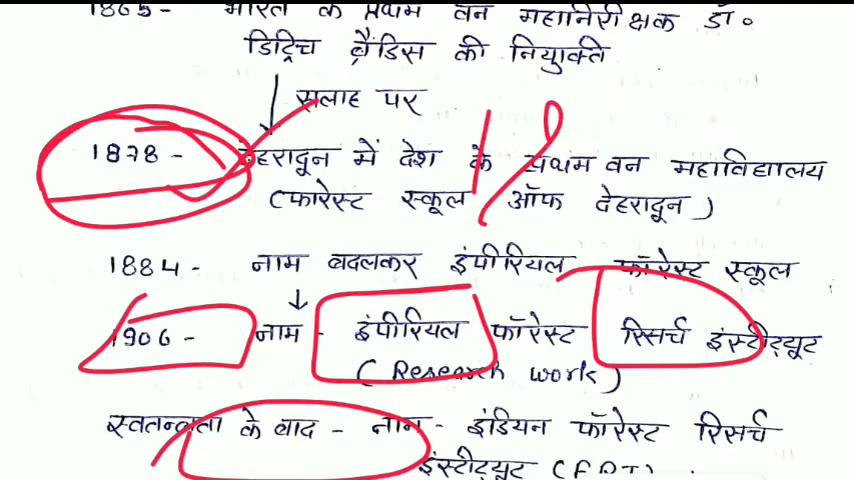 1865- भारत के प्रथम वन महानिरीक्षक डॉ०
डिट्रिच ब्रैंडिस की नियुक्ति
सलाह पर
1878- देहरादून में देश के प्रथम वन महाविद्यालय
(फारेस्ट स्कूल ऑफ देहरादून)
1884- नाम बदलकर इंपीरियल फॉरेस्ट स्कूल
1906- नाम- इंपीरियल फॉरेस्ट रिसर्च इंस्टीट्यूट
(Research work)
स्वतन्त्रता के बाद - नाम - इंडियन फॉरेस्ट रिसर्च
इंस्टीट्यूट (FRI)